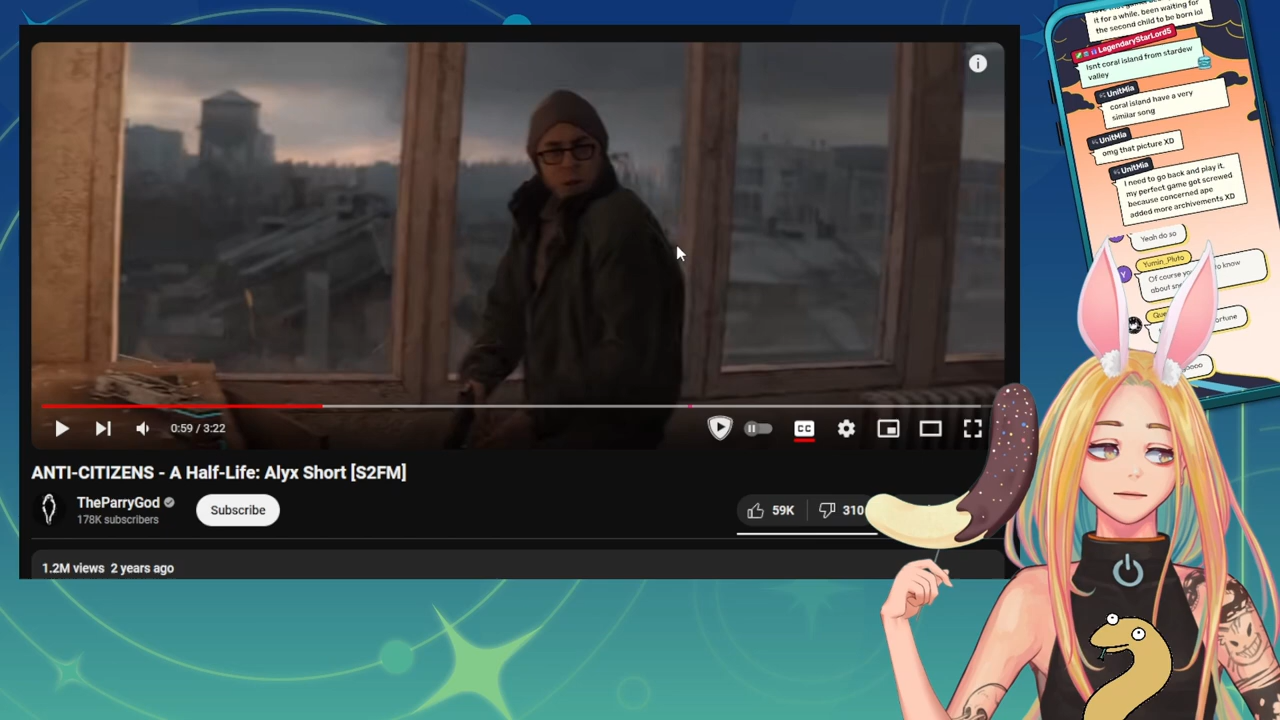 it for a while, been waiting for
the second child to be born lol
LegendaryStarLord5
Isnt coral island from stardew
valley
UnitMia
coral island have a very
similar song
UnitMia
omg that picture XD
UnitMia
I need to go back and play it.
my perfect game got screwed
because concerned ape
added more archivements XD
Yeah do so
Yumin_Pluto
Y
Of course
to know
about
0:59 / 3:22
CC
ANTI-CITIZENS - A Half-Life: Alyx Short [S2FM]
TheParryGod
178K subscribers
Subscribe
59K
310
1.2M views 2 years ago